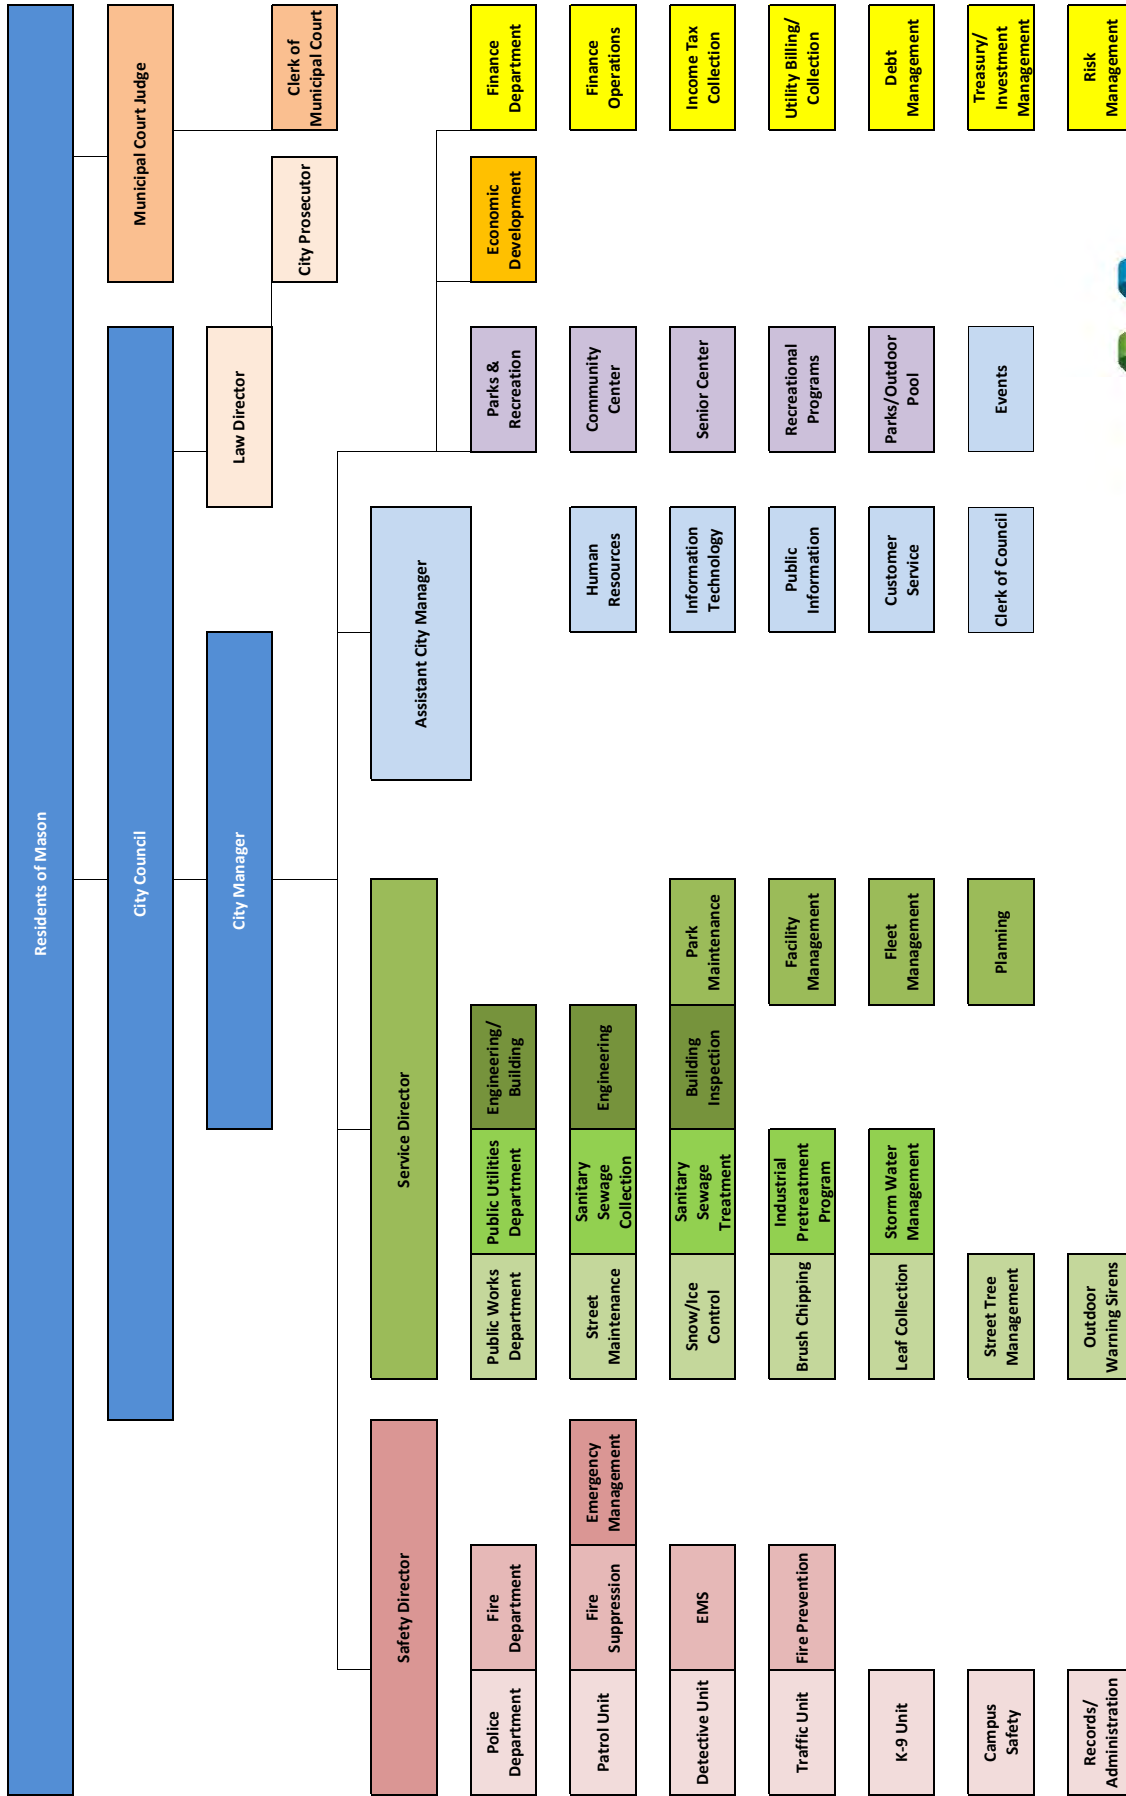 Residents of Mason
City Council
Municipal Court Judge
City Manager
Law Director
City Prosecutor
Clerk of
Municipal Court
Safety Director
Service Director
Assistant City Manager
Police
Department
Fire
Department
Public Works
Department
Public Utilities
Department
Engineering/
Building
Parks &
Recreation
Economic
Development
Finance
Department
Patrol Unit
Fire
Suppression
Emergency
Management
Street
Maintenance
Sanitary
Sewage
Collection
Engineering
Human
Resources
Community
Center
Finance
Operations
Detective Unit
EMS
Snow/Ice
Control
Sanitary
Sewage
Treatment
Building
Inspection
Park
Maintenance
Information
Technology
Senior Center
Income Tax
Collection
Traffic Unit
Fire Prevention
Brush Chipping
Industrial
Pretreatment
Program
Facility
Management
Public
Information
Recreational
Programs
Utility Billing/
Collection
K-9 Unit
Leaf Collection
Storm Water
Management
Fleet
Management
Customer
Service
Parks/Outdoor
Pool
Debt
Management
Campus
Safety
Street Tree
Management
Planning
Clerk of Council
Events
Treasury/
Investment
Management
Records/
Administration
Outdoor
Warning Sirens
Risk
Management